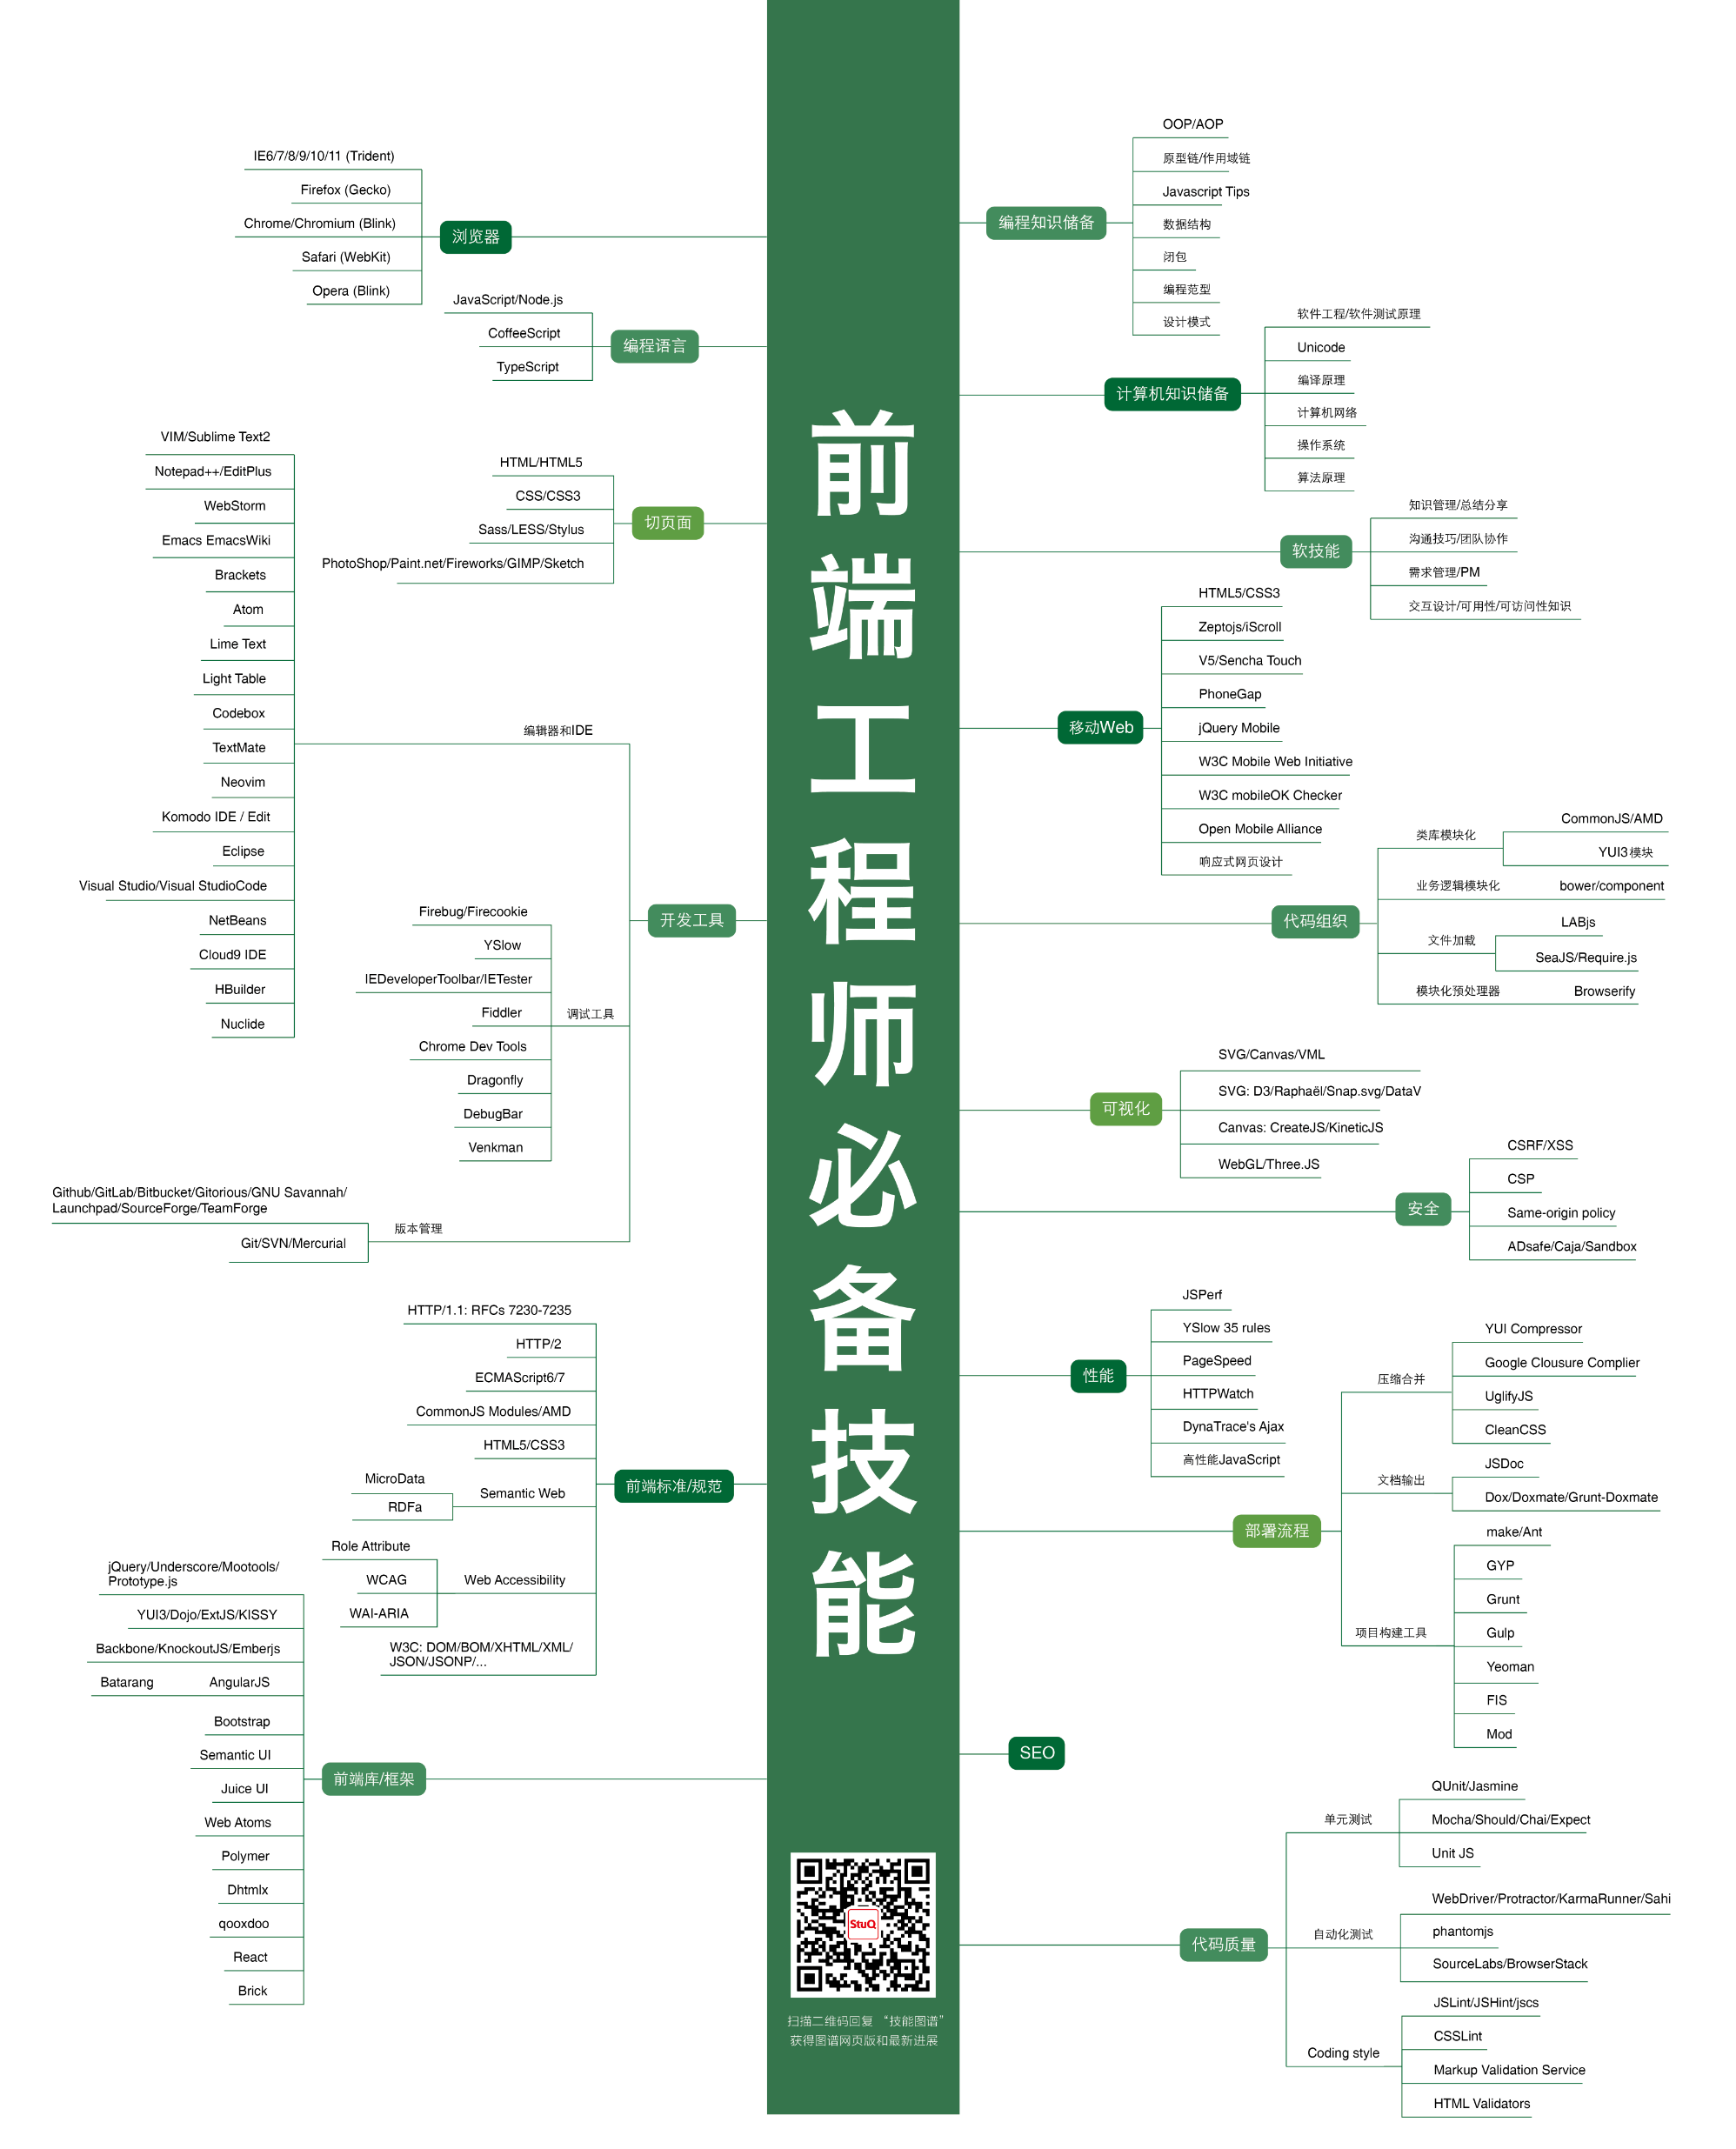 前端工程师必备技能
浏览器
IE6/7/8/9/10/11 (Trident)
Firefox (Gecko)
Chrome/Chromium (Blink)
Safari (WebKit)
Opera (Blink)
编程语言
JavaScript/Node.js
CoffeeScript
TypeScript
切页面
HTML/HTML5
CSS/CSS3
Sass/LESS/Stylus
PhotoShop/Paint.net/Fireworks/GIMP/Sketch
开发工具
编辑器和IDE
VIM/Sublime Text2
Notepad++/EditPlus
WebStorm
Emacs EmacsWiki
Brackets
Atom
Lime Text
Light Table
Codebox
TextMate
Neovim
Komodo IDE / Edit
Eclipse
Visual Studio/Visual StudioCode
NetBeans
Cloud9 IDE
HBuilder
Nuclide
调试工具
Firebug/Firecookie
YSlow
IEDeveloperToolbar/IETester
Fiddler
Chrome Dev Tools
Dragonfly
DebugBar
Venkman
版本管理
Github/GitLab/Bitbucket/Gitorious/GNU Savannah/
Launchpad/SourceForge/TeamForge
Git/SVN/Mercurial
前端标准/规范
HTTP/1.1: RFCs 7230-7235
HTTP/2
ECMAScript6/7
CommonJS Modules/AMD
HTML5/CSS3
Semantic Web
MicroData
RDFa
Web Accessibility
Role Attribute
WCAG
WAI-ARIA
W3C: DOM/BOM/XHTML/XML/
JSON/JSONP/...
前端库/框架
jQuery/Underscore/Mootools/
Prototype.js
YUI3/Dojo/ExtJS/KISSY
Backbone/KnockoutJS/Emberjs
Batarang AngularJS
Bootstrap
Semantic UI
Juice UI
Web Atoms
Polymer
Dhtmlx
qooxdoo
React
Brick
编程知识储备
OOP/AOP
原型链/作用域链
Javascript Tips
数据结构
闭包
编程范型
设计模式
计算机知识储备
软件工程/软件测试原理
Unicode
编译原理
计算机网络
操作系统
算法原理
软技能
知识管理/总结分享
沟通技巧/团队协作
需求管理/PM
交互设计/可用性/可访问性知识
移动Web
HTML5/CSS3
Zeptojs/iScroll
V5/Sencha Touch
PhoneGap
jQuery Mobile
W3C Mobile Web Initiative
W3C mobileOK Checker
Open Mobile Alliance
响应式网页设计
代码组织
类库模块化
CommonJS/AMD
YUI3模块
业务逻辑模块化
bower/component
文件加载
LABjs
SeaJS/Require.js
模块化预处理器
Browserify
可视化
SVG/Canvas/VML
SVG: D3/Raphaël/Snap.svg/DataV
Canvas: CreateJS/KineticJS
WebGL/Three.JS
安全
CSRF/XSS
CSP
Same-origin policy
ADsafe/Caja/Sandbox
性能
JSPerf
YSlow 35 rules
PageSpeed
HTTPWatch
DynaTrace's Ajax
高性能JavaScript
部署流程
压缩合并
YUI Compressor
Google Clousure Complier
UglifyJS
CleanCSS
文档输出
JSDoc
Dox/Doxmate/Grunt-Doxmate
项目构建工具
make/Ant
GYP
Grunt
Gulp
Yeoman
FIS
Mod
SEO
代码质量
单元测试
QUnit/Jasmine
Mocha/Should/Chai/Expect
Unit JS
自动化测试
WebDriver/Protractor/KarmaRunner/Sahi
phantomjs
SourceLabs/BrowserStack
Coding style
JSLint/JSHint/jscs
CSSLint
Markup Validation Service
HTML Validators
StuQ
扫描二维码回复 “技能图谱”
获得图谱网页版和最新进展